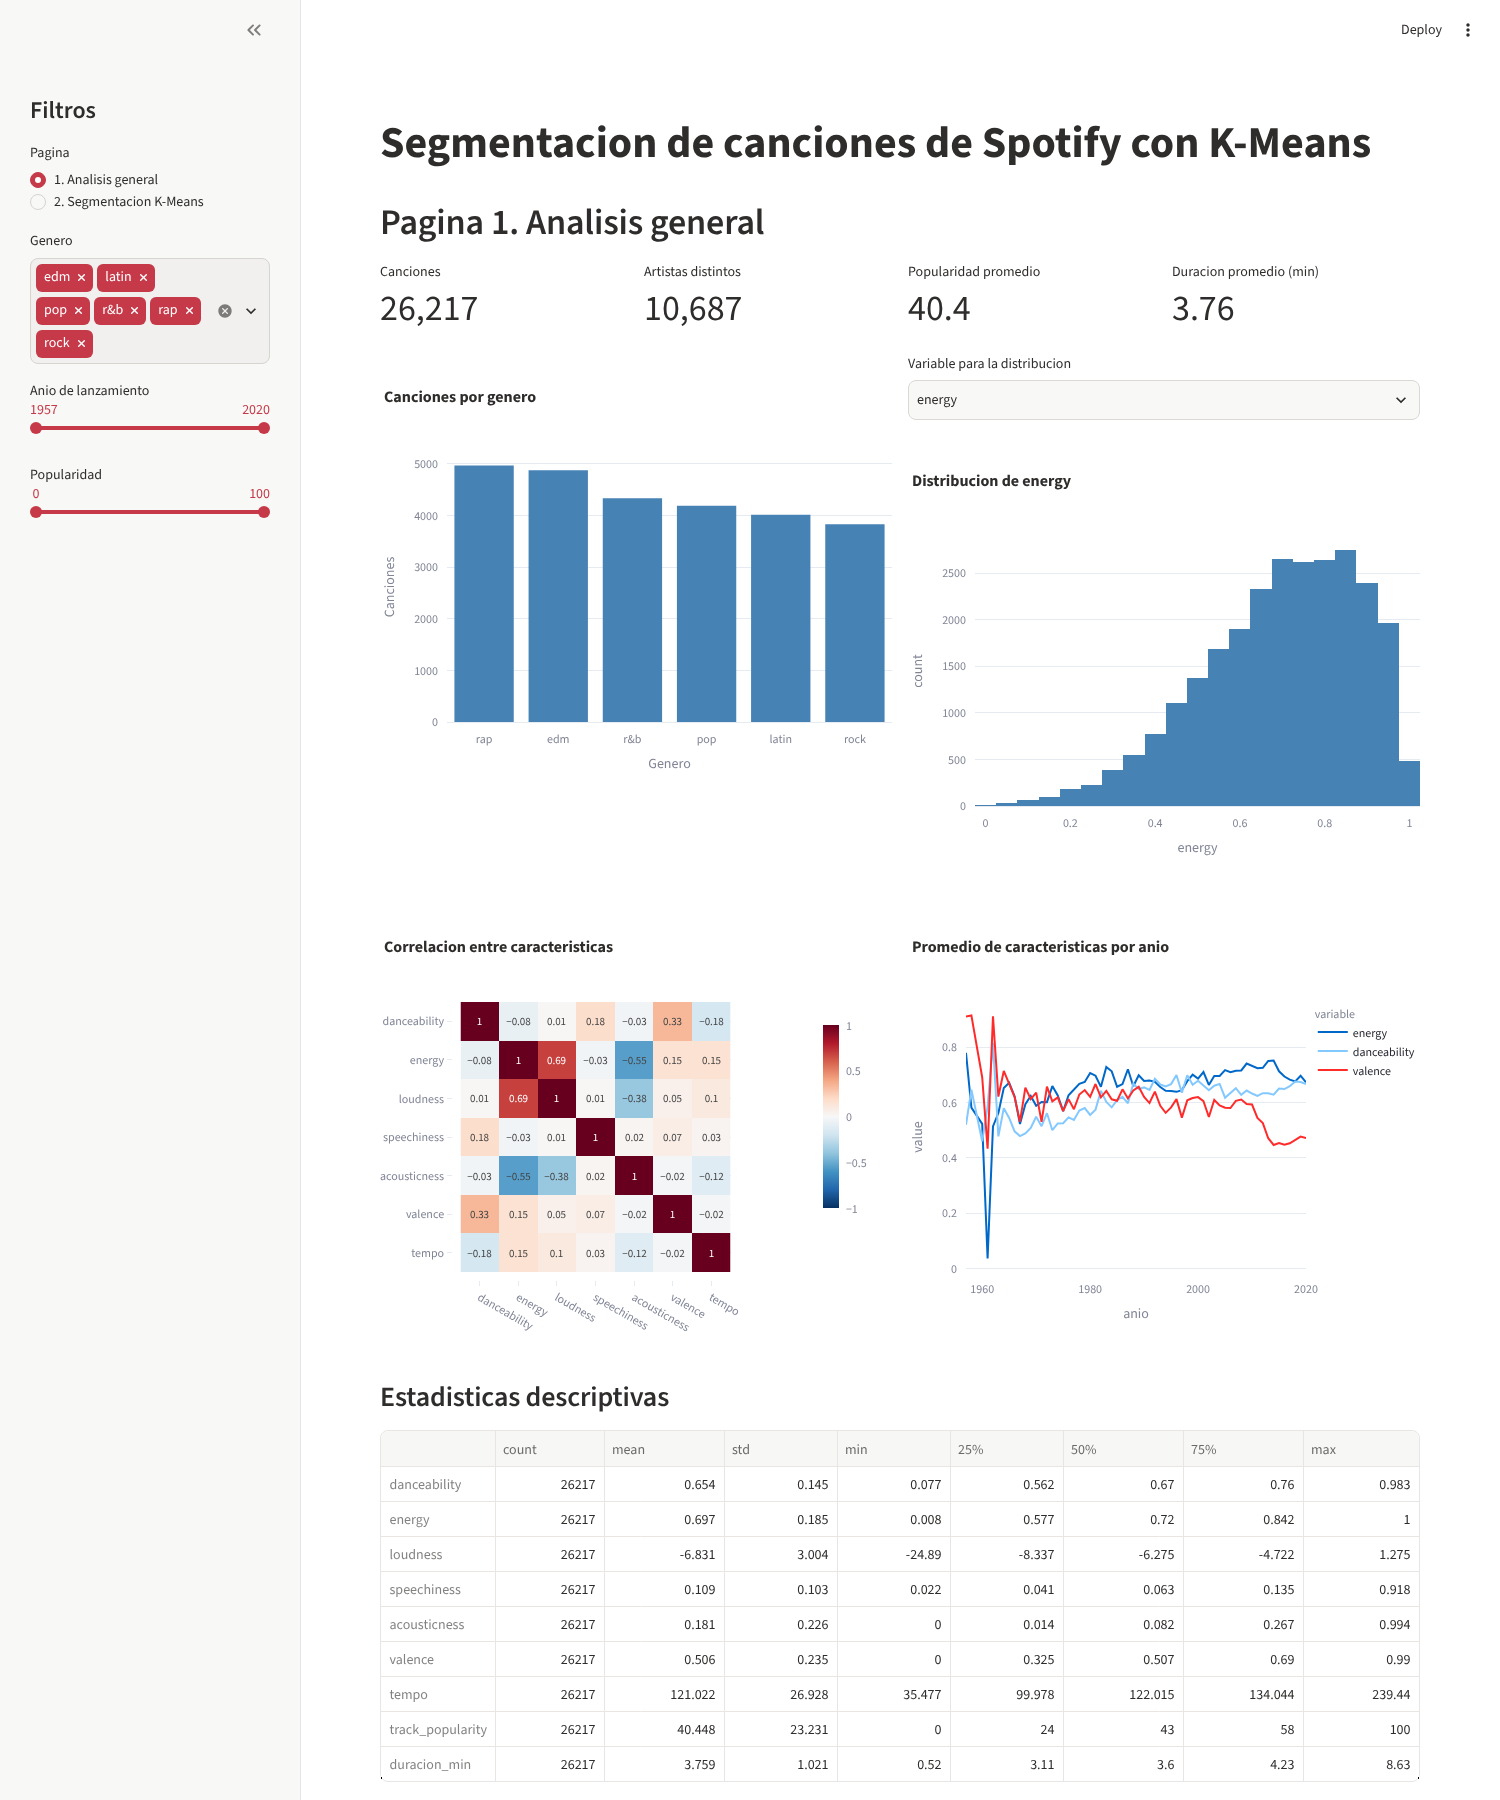 Deploy
Filtros
Pagina
1. Analisis general
2. Segmentacion K-Means
Genero
edm latin
pop r&b rap
rock
Anio de lanzamiento
1957 2020
Popularidad
0 100
Segmentacion de canciones de Spotify con K-Means
Pagina 1. Analisis general
Canciones Artistas distintos Popularidad promedio Duracion promedio (min)
26,217 10,687 40.4 3.76
Canciones por genero
5000
4000
3000
2000
1000
0
Canciones
rap edm r&b pop latin rock
Genero
Variable para la distribucion
energy
Distribucion de energy
2500
2000
1500
1000
500
0
count
0 0.2 0.4 0.6 0.8 1
energy
Correlacion entre caracteristicas
danceability 1 −0.08 0.01 0.18 −0.03 0.33 −0.18
energy −0.08 1 0.69 −0.03 −0.55 0.15 0.15
loudness 0.01 0.69 1 0.01 −0.38 0.05 0.1
speechiness 0.18 −0.03 0.01 1 0.02 0.07 0.03
acousticness −0.03 −0.55 −0.38 0.02 1 −0.02 −0.12
valence 0.33 0.15 0.05 0.07 −0.02 1 −0.02
tempo −0.18 0.15 0.1 0.03 −0.12 −0.02 1
danceability energy loudness speechiness acousticness valence tempo
1
0.5
0
−0.5
−1
Promedio de caracteristicas por anio
0.8
0.6
0.4
0.2
0
value
1960 1980 2000 2020
anio
variable
energy
danceability
valence
Estadisticas descriptivas
count mean std min 25% 50% 75% max
danceability 26217 0.654 0.145 0.077 0.562 0.67 0.76 0.983
energy 26217 0.697 0.185 0.008 0.577 0.72 0.842 1
loudness 26217 -6.831 3.004 -24.89 -8.337 -6.275 -4.722 1.275
speechiness 26217 0.109 0.103 0.022 0.041 0.063 0.135 0.918
acousticness 26217 0.181 0.226 0 0.014 0.082 0.267 0.994
valence 26217 0.506 0.235 0 0.325 0.507 0.69 0.99
tempo 26217 121.022 26.928 35.477 99.978 122.015 134.044 239.44
track_popularity 26217 40.448 23.231 0 24 43 58 100
duracion_min 26217 3.759 1.021 0.52 3.11 3.6 4.23 8.63